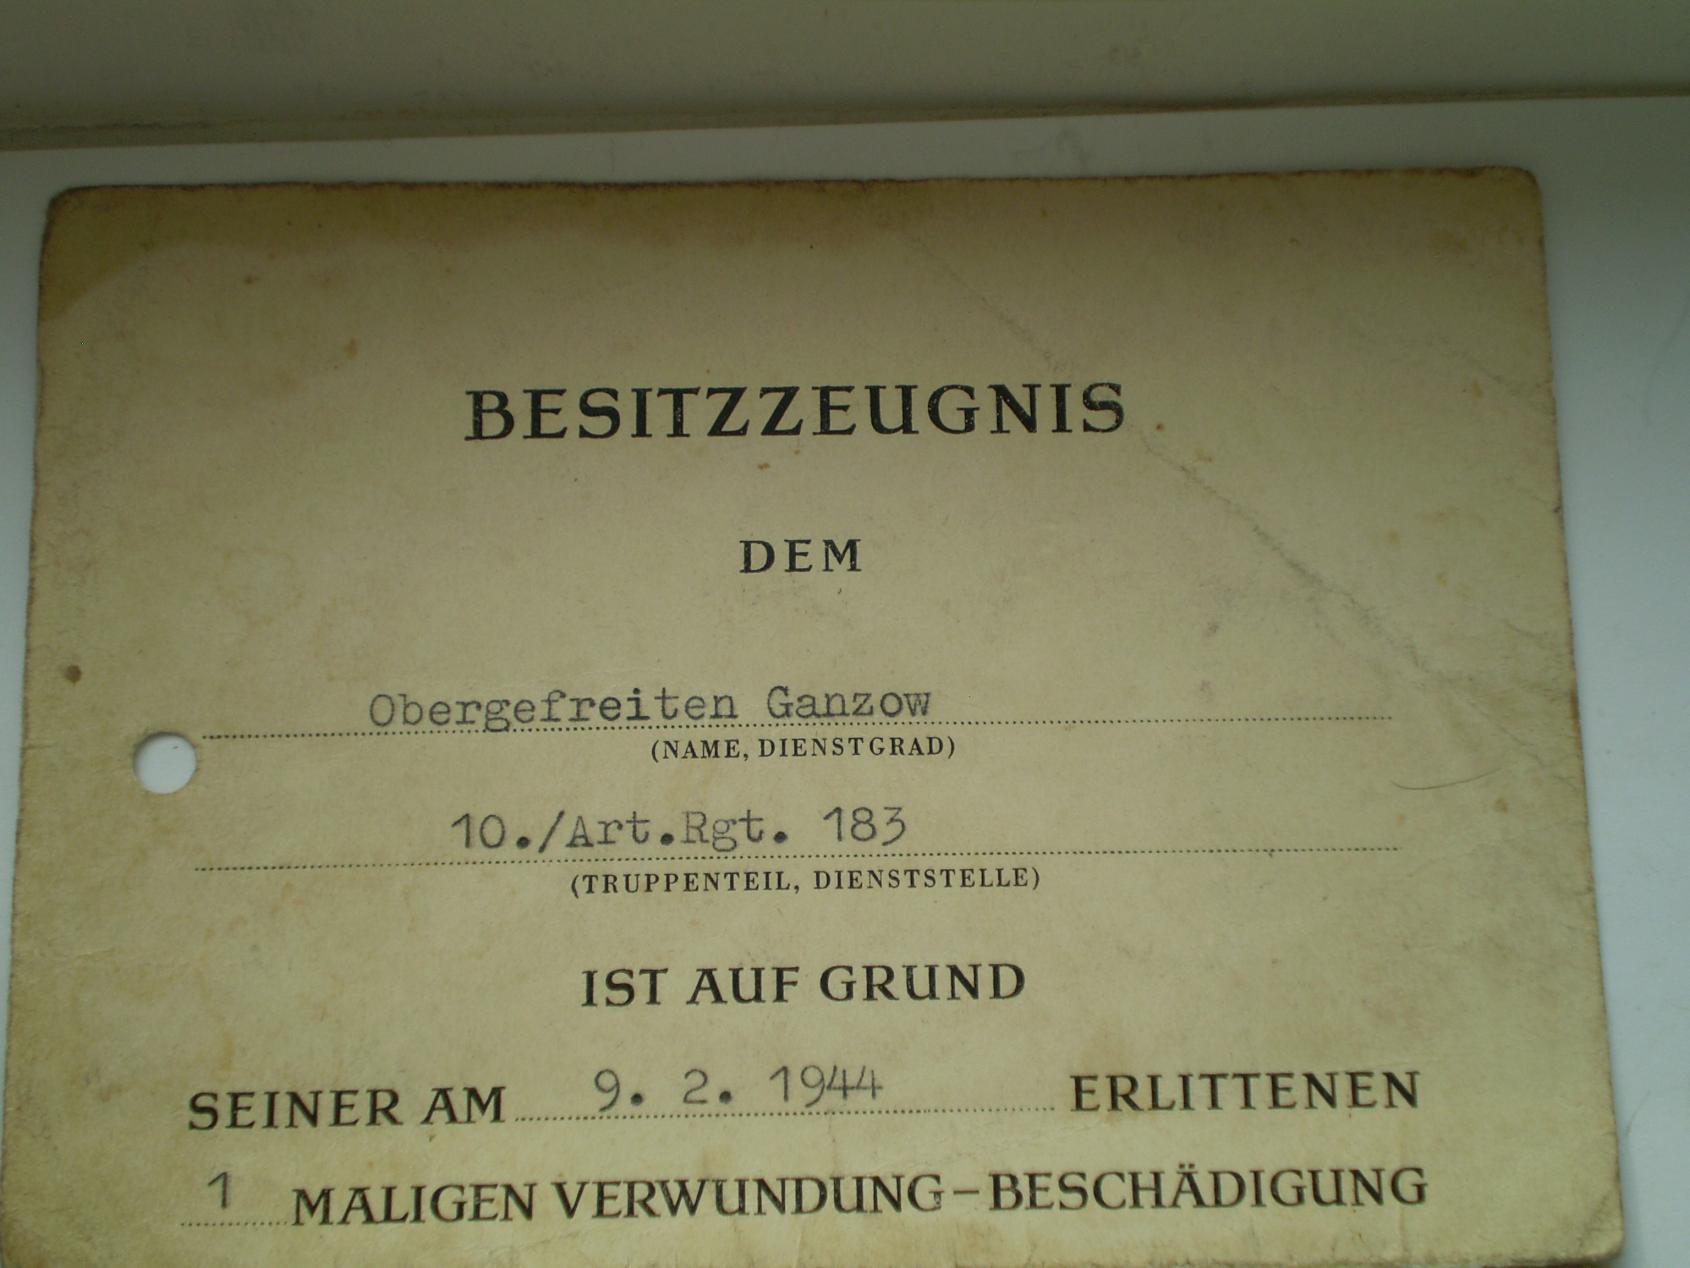 BESITZZEUGNIS
DEM
Obergefreiten Ganzow
(NAME, DIENSTGRAD)
10./Art.Rgt. 183
(TRUPPENTEIL, DIENSTSTELLE)
IST AUF GRUND
SEINER AM 9. 2. 1944 ERLITTENEN
1 MALIGEN VERWUNDUNG–BESCHÄDIGUNG